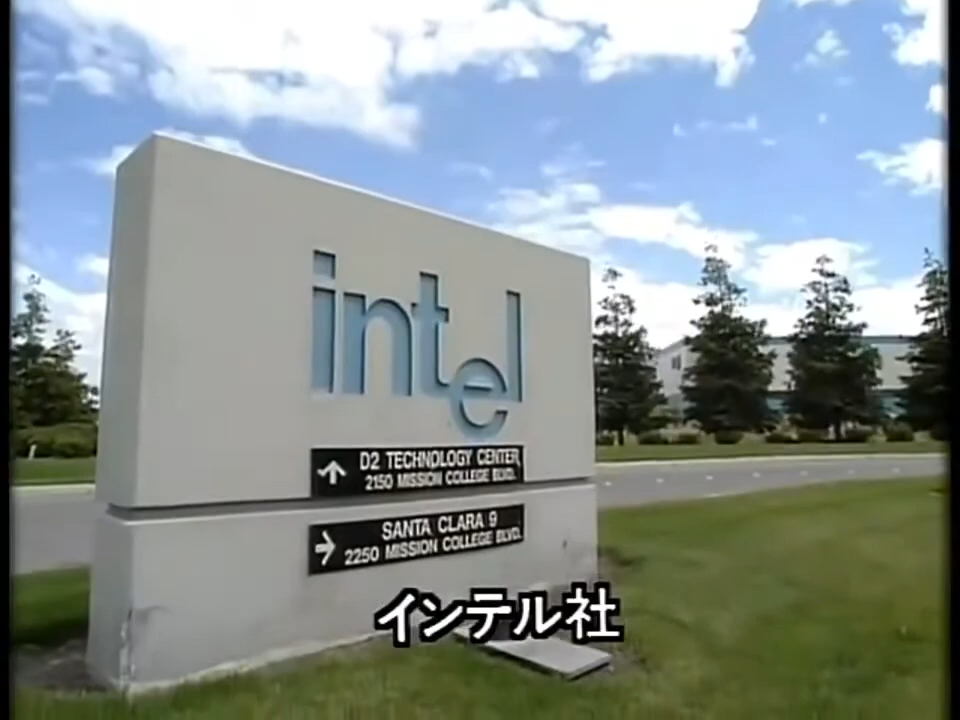 intel
D2 TECHNOLOGY CENTER
2150 MISSION COLLEGE BLVD.
SANTA CLARA 9
2250 MISSION COLLEGE BLVD.
インテル社